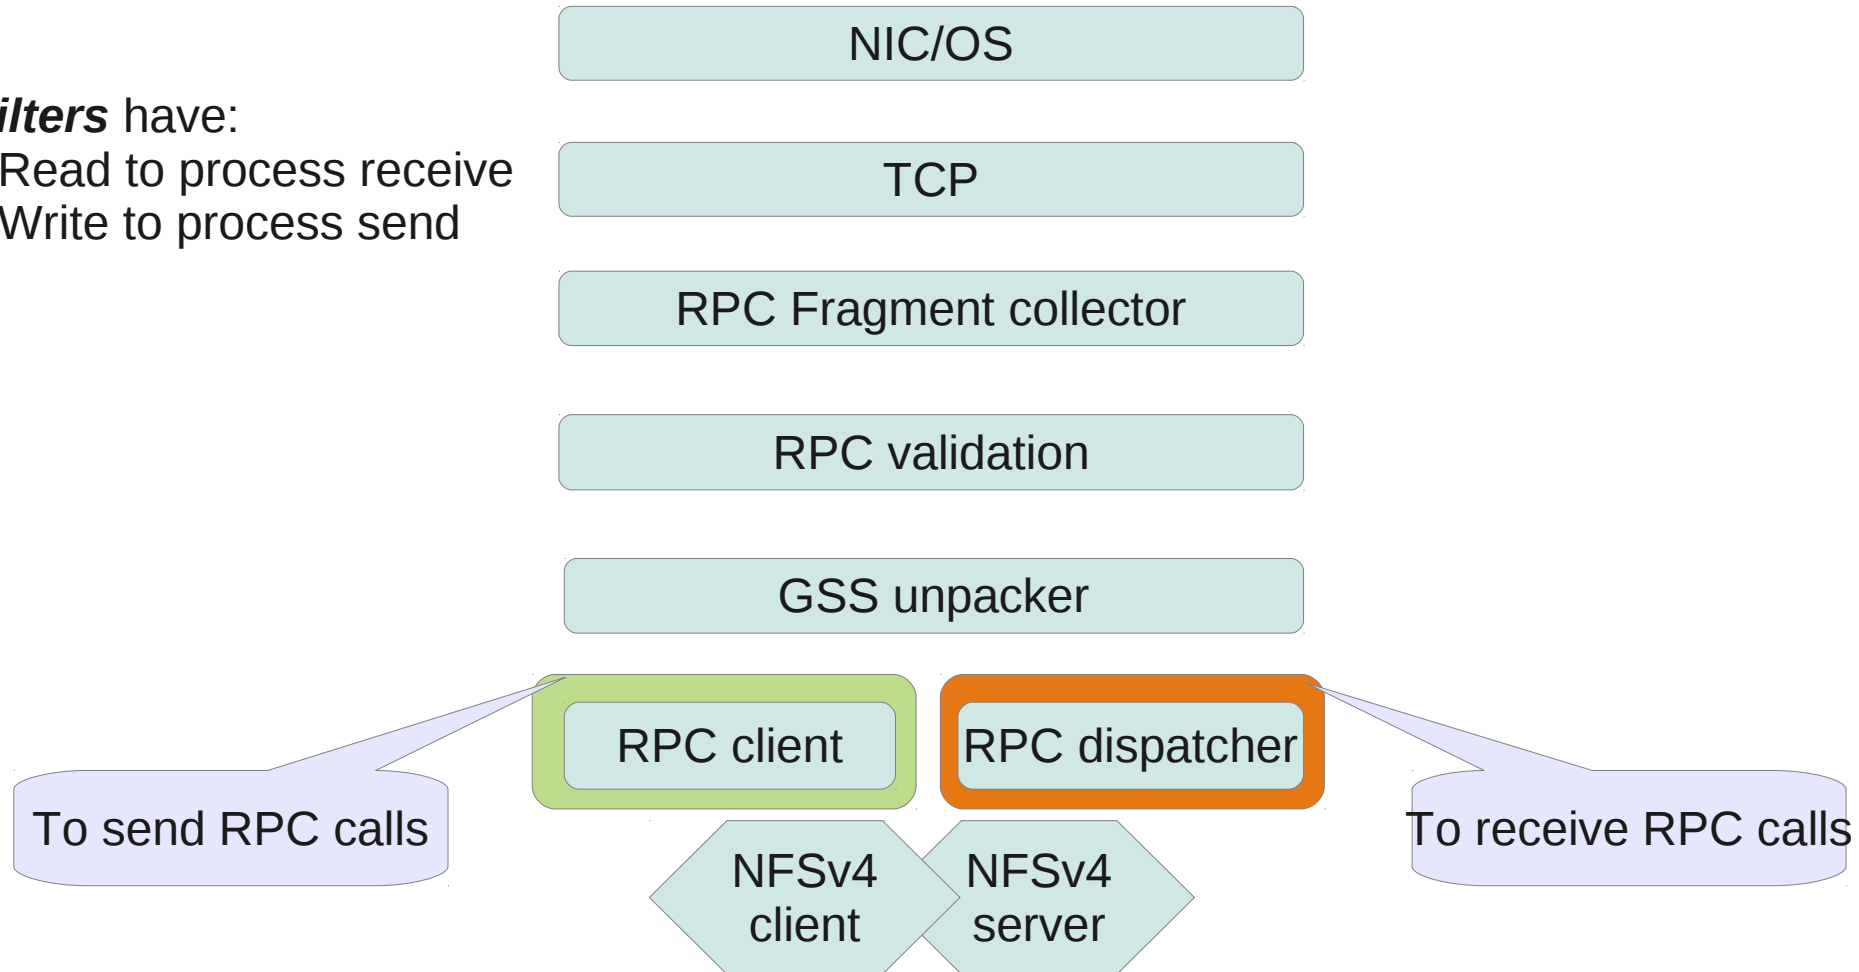 NIC/OS
ilters have:
Read to process receive
Write to process send
TCP
RPC Fragment collector
RPC validation
GSS unpacker
RPC client
RPC dispatcher
To send RPC calls
To receive RPC calls
NFSv4
client
NFSv4
server